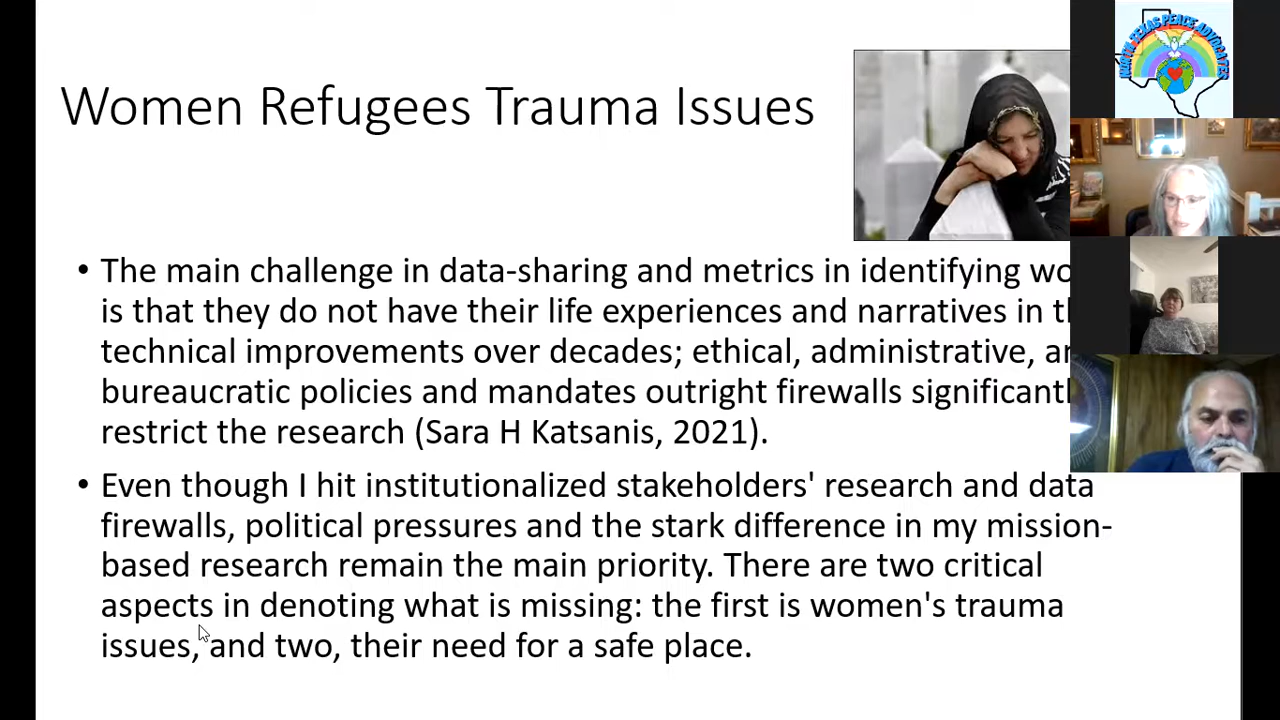 Women Refugees Trauma Issues
NORTH TEXAS PEACE ADVOCATES
• The main challenge in data-sharing and metrics in identifying
is that they do not have their life experiences and narratives in
technical improvements over decades; ethical, administrative,
bureaucratic policies and mandates outright firewalls
restrict the research (Sara H Katsanis, 2021).
• Even though I hit institutionalized stakeholders' research and data
firewalls, political pressures and the stark difference in my mission-
based research remain the main priority. There are two critical
aspects in denoting what is missing: the first is women's trauma
issues, and two, their need for a safe place.